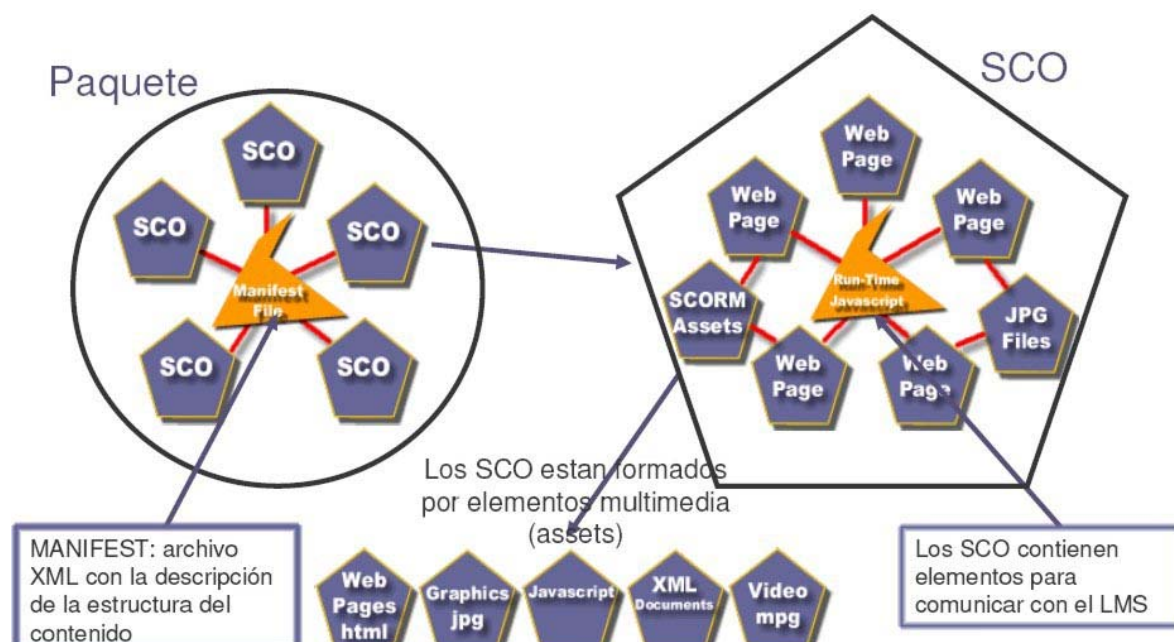 Paquete
SCO
SCO
SCO
SCO
Manifest
File
SCO
SCO
Web
Page
Web
Page
Web
Page
SCORM
Assets
Run-Time
Javascript
JPG
Files
Web
Page
Web
Page
Los SCO estan formados
por elementos multimedia
(assets)
MANIFEST: archivo
XML con la descripción
de la estructura del
contenido
Web
Pages
html
Graphics
jpg
Javascript
XML
Documents
Video
mpg
Los SCO contienen
elementos para
comunicar con el LMS